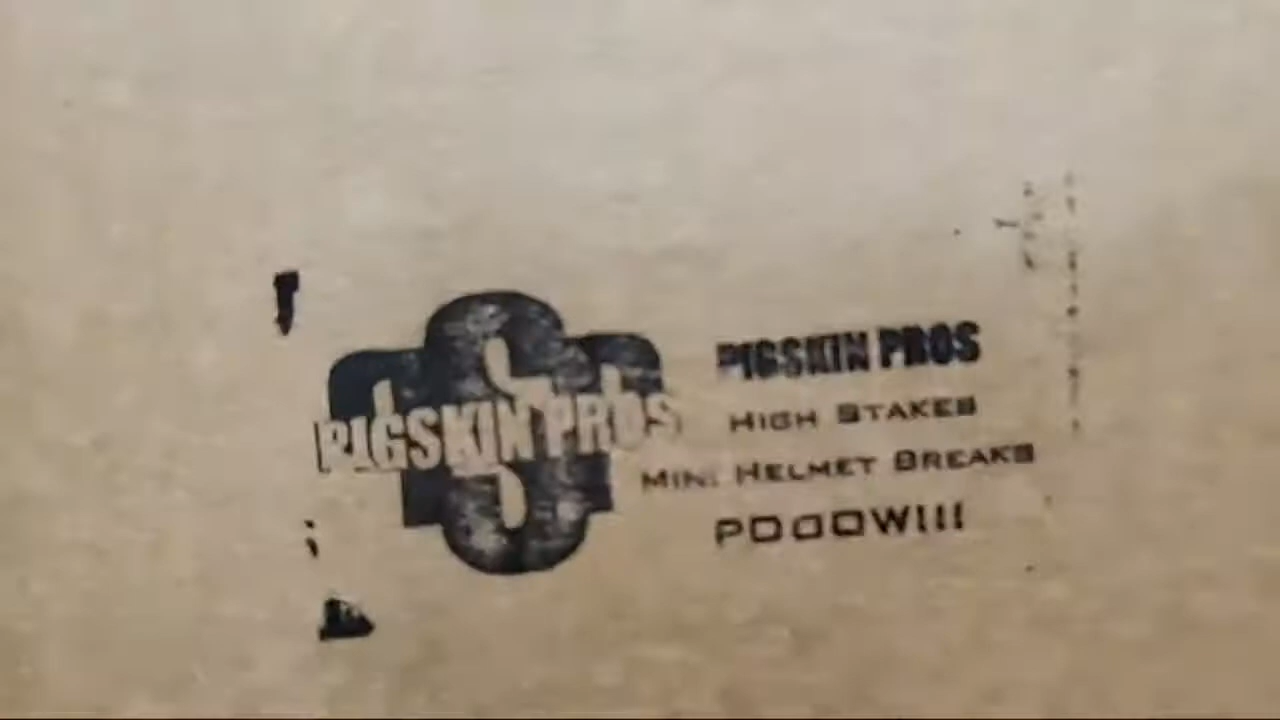 PIGSKIN PROS
PIGSKIN PROS
HIGH STAKES
MINI HELMET BREAKS
POOOW!!!